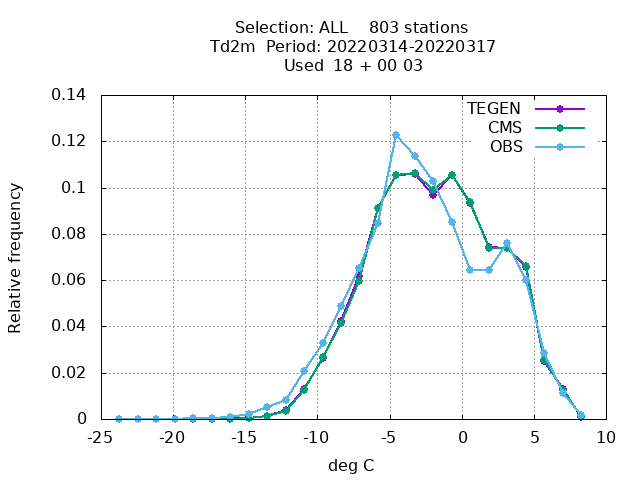 Selection: ALL    803 stations
Td2m  Period: 20220314-20220317
Used  18 + 00 03
0.14
0.12
0.1
0.08
0.06
0.04
0.02
0
Relative frequency
TEGEN
CMS
OBS
-25 -20 -15 -10 -5 0 5 10
deg C